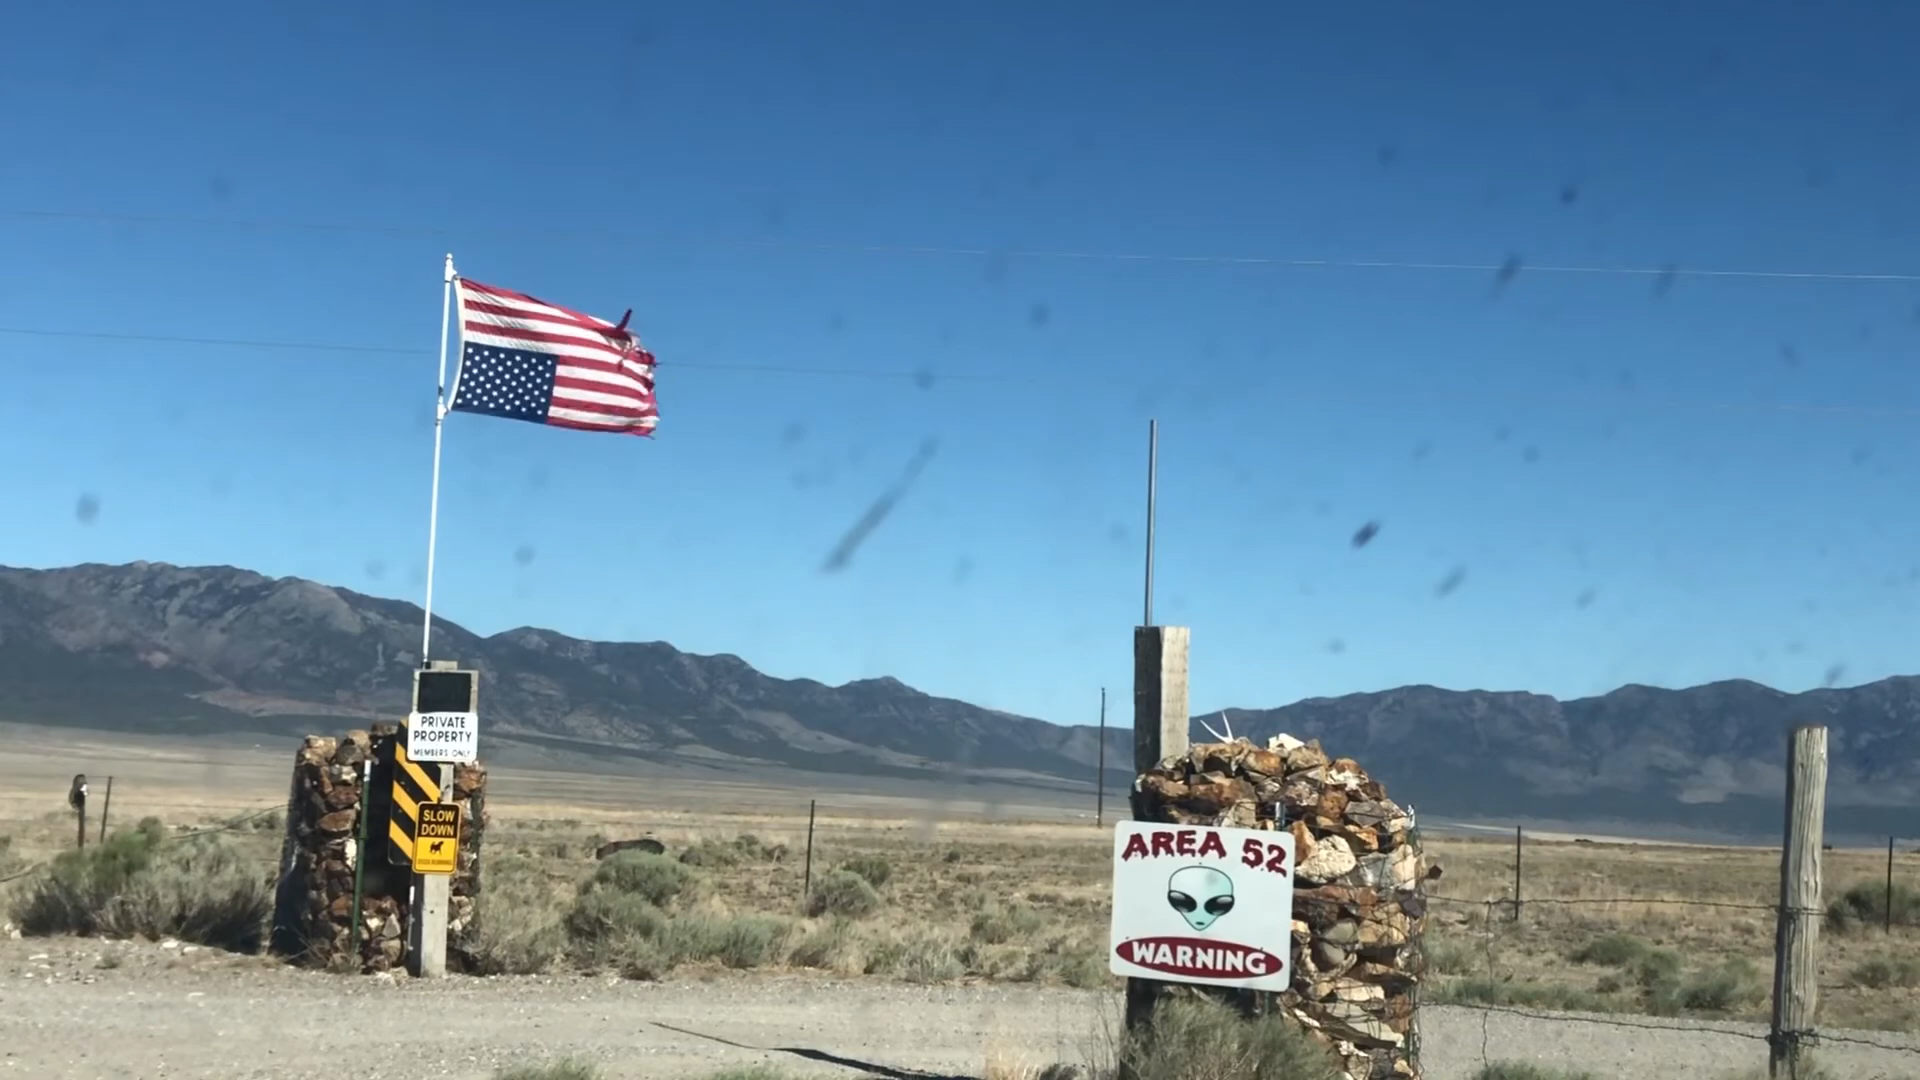 PRIVATE
PROPERTY
MEMBERS ONLY
SLOW
DOWN
AREA 52
WARNING